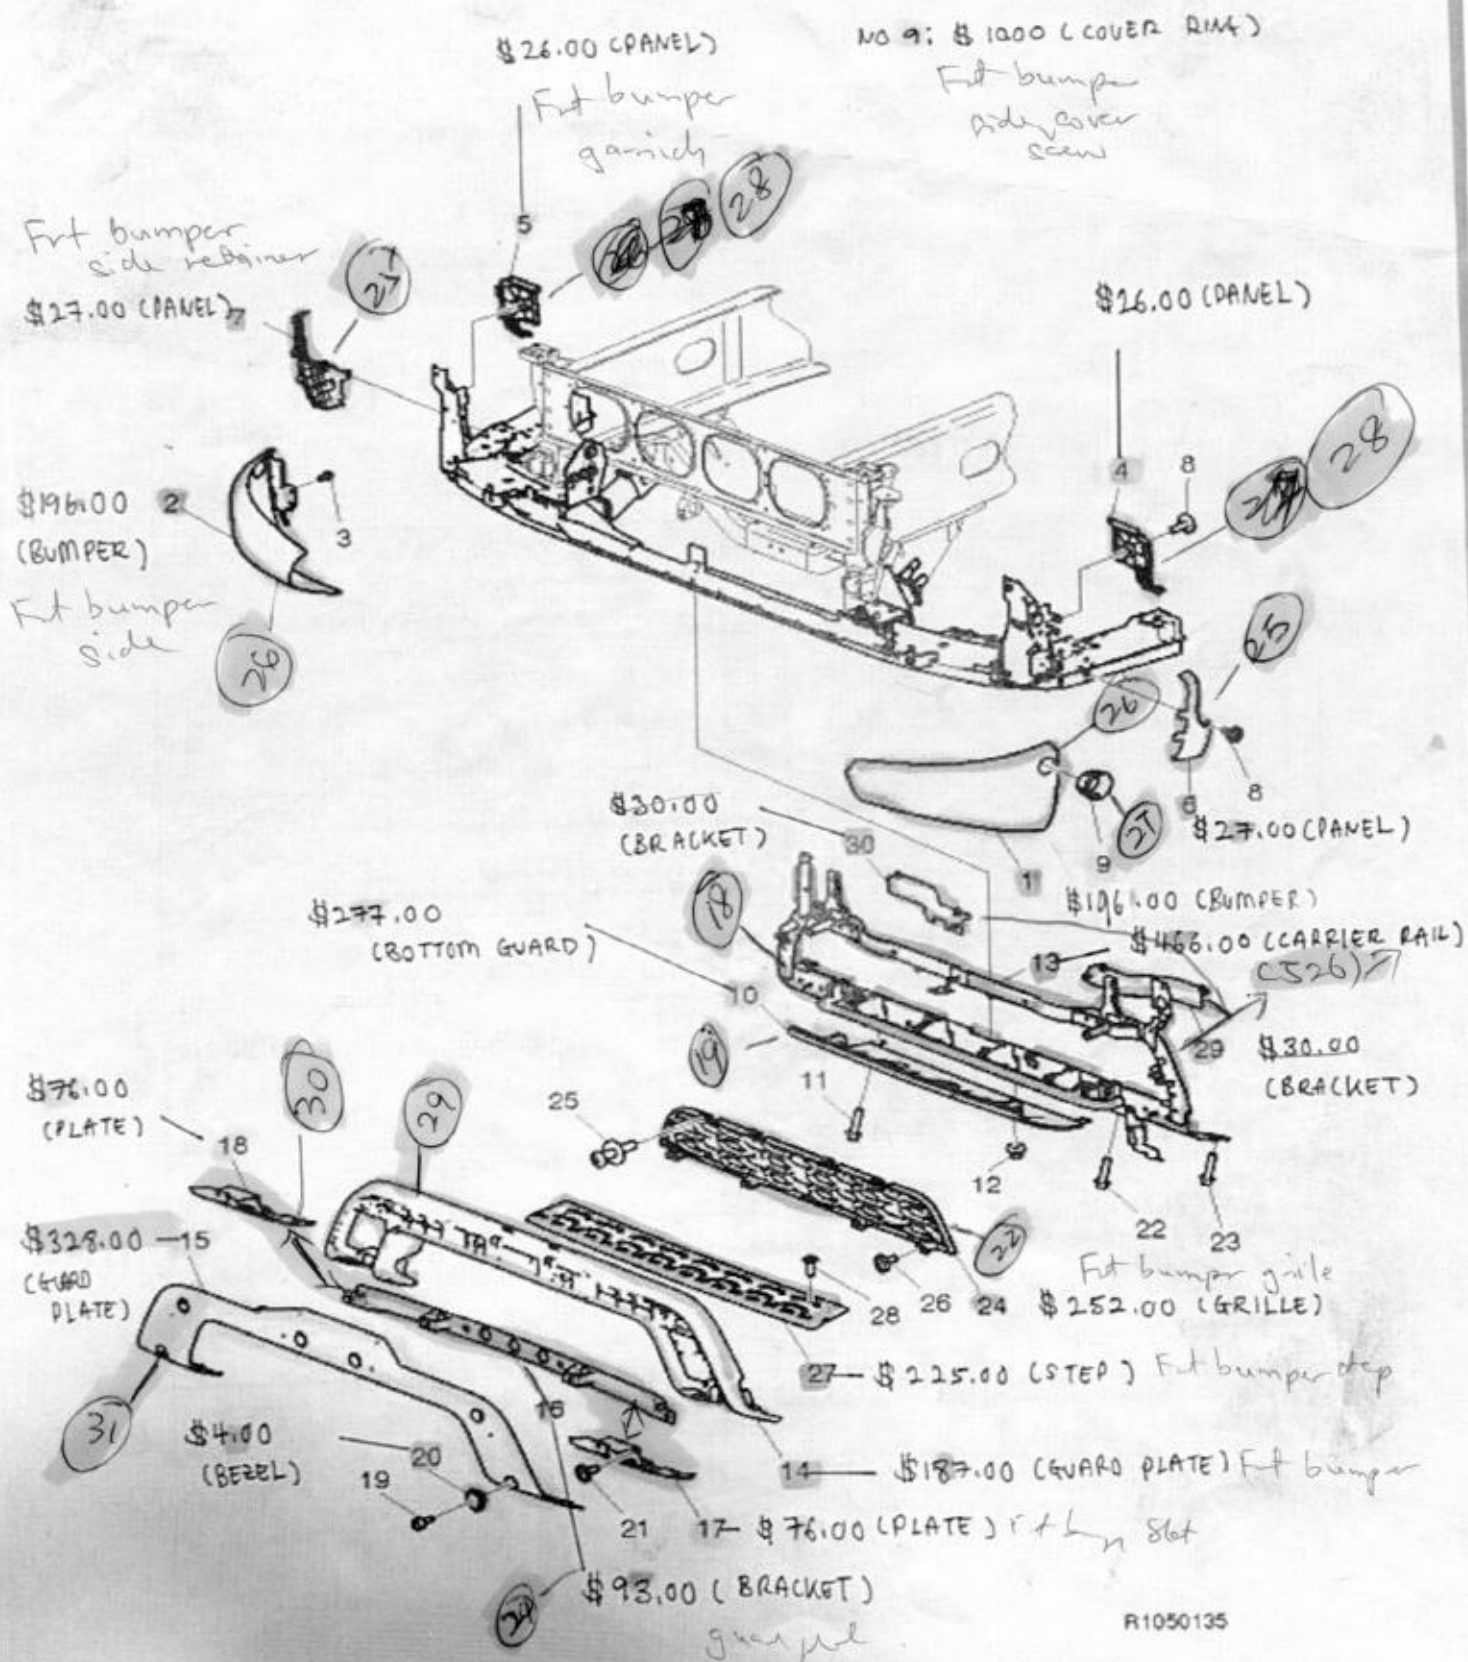 $26.00 (PANEL)
NO 9: $ 1000 (COVER RING)
Frt bumper
Frt bumper
side cover
5
28
Frt bumper
side retainer
$27.00 (PANEL)
7
27
$26.00 (PANEL)
28
4
8
$196.00
2
(BUMPER)
3
Frt bumper
side
26
25
26
8
6
$30.00
(BRACKET)
30
9
$27.00 (PANEL)
1
18
$196.00 (BUMPER)
$277.00
(BOTTOM GUARD)
$466.00 (CARRIER RAIL)
13
(526)
10
19
29
$30.00
(BRACKET)
11
30
29
$76.00
(PLATE)
25
18
12
22
23
22
$328.00 - 15
(GUARD
PLATE)
Frt bumper grille
28
26
24
$252.00 (GRILLE)
27 - $225.00 (STEP) Frt bumper step
16
31
$4.00
(BEZEL)
20
19
14 - $187.00 (GUARD PLATE) Frt bumper
21
17 - $76.00 (PLATE)
$93.00 (BRACKET)
R1050135